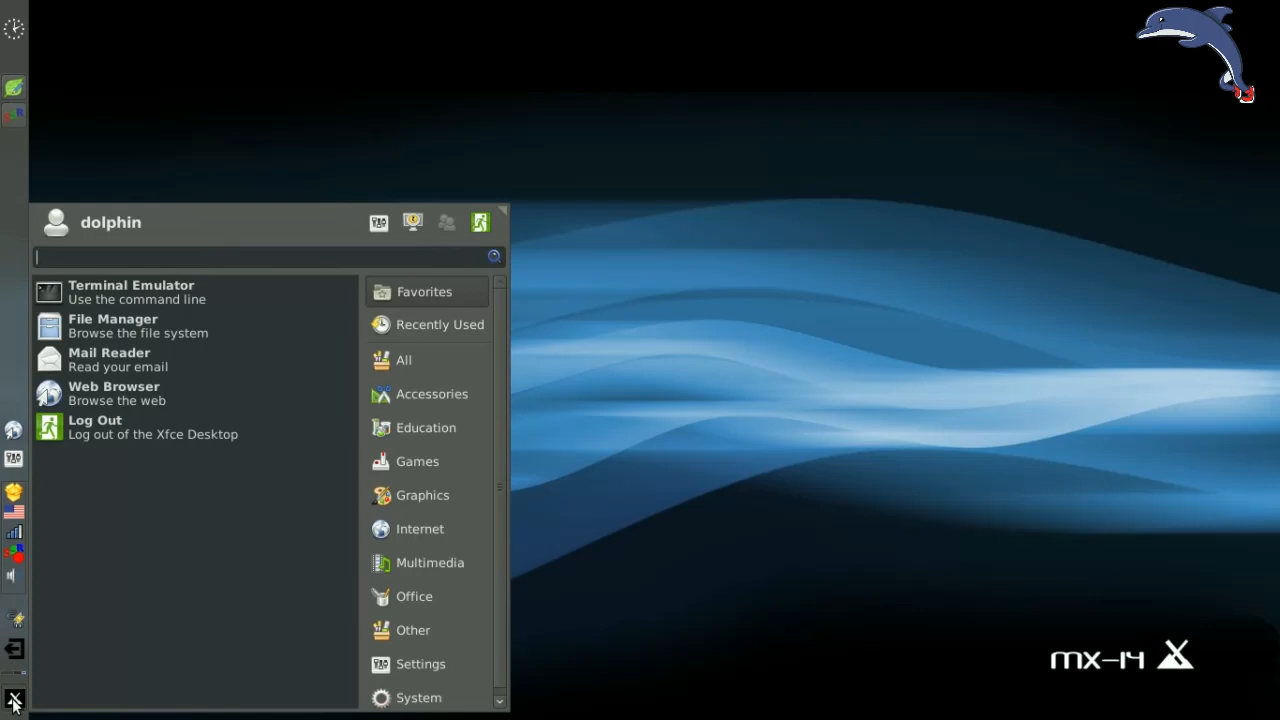 dolphin
Terminal Emulator
Use the command line
File Manager
Browse the file system
Mail Reader
Read your email
Web Browser
Browse the web
Log Out
Log out of the Xfce Desktop
Favorites
Recently Used
All
Accessories
Education
Games
Graphics
Internet
Multimedia
Office
Other
Settings
System
mx-14